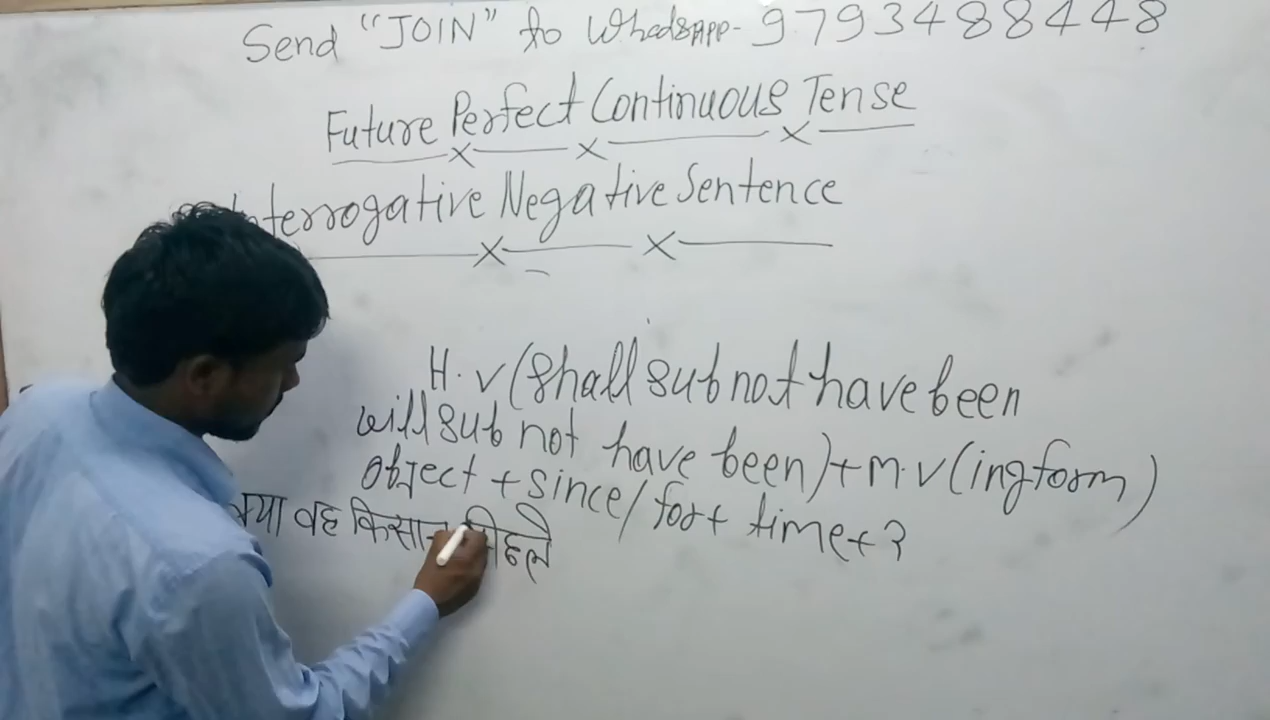 Send "JOIN" to WhatsApp- 9793488448
Future Perfect Continuous Tense
Interrogative Negative Sentence
H.V (Shall sub not have been
will sub not have been) + M.V (ing form)
object + since/for + time + ?
क्या वह किसान